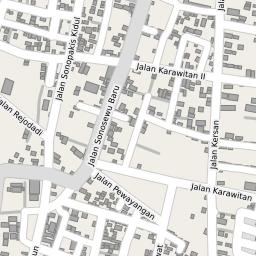 Jalan Sonopakis Kidul
Jalan Karawitan II
Jalan Sonosewu Baru
Jalan Rejodadi
Jalan Kersan
Jalan Karawitan
Jalan Pewayangan